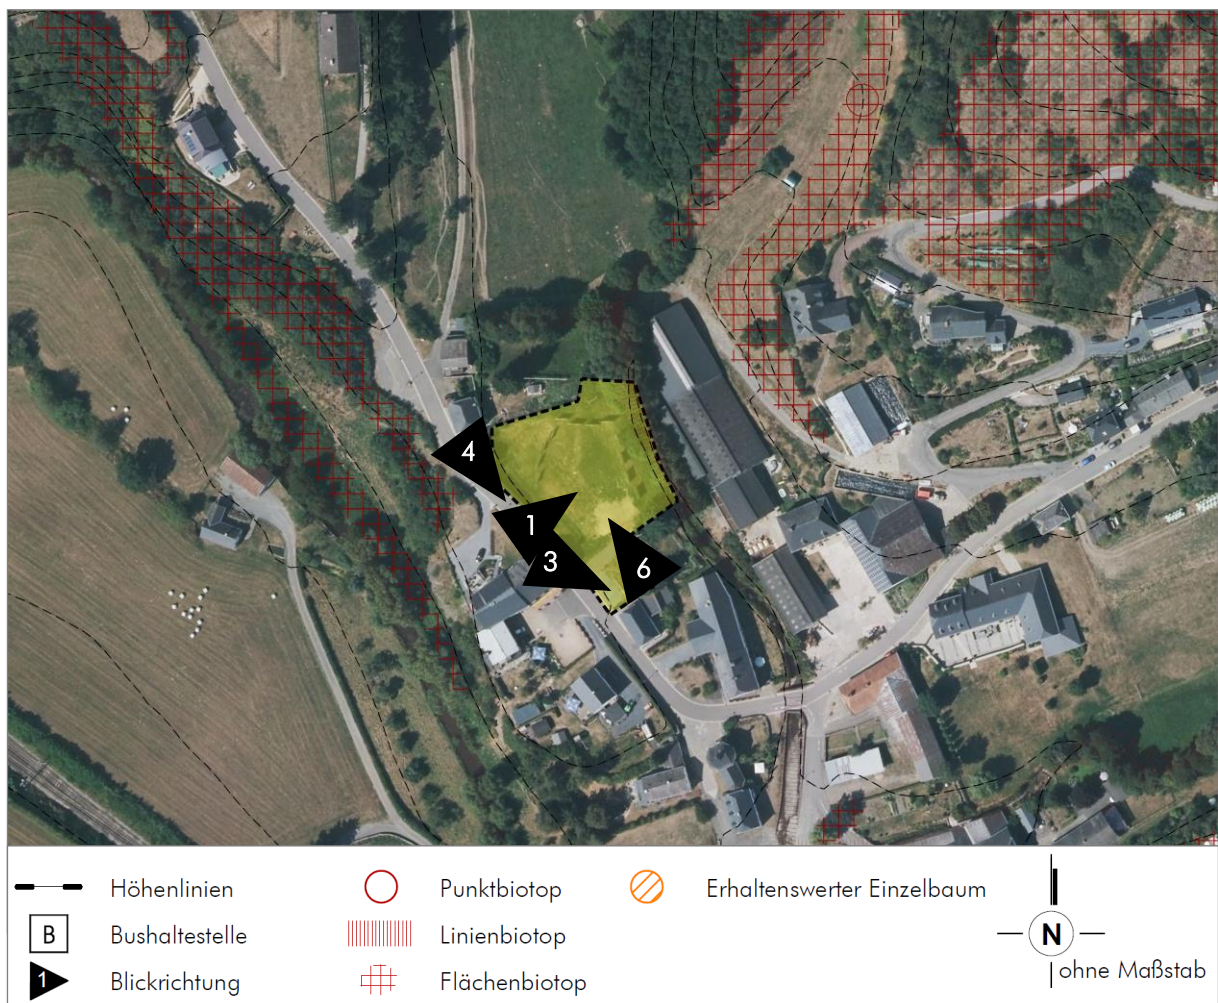 4
1
3
6
Höhenlinien
Punktbiotop
Erhaltenswerter Einzelbaum
B
Bushaltestelle
Linienbiotop
N
1
Blickrichtung
Flächenbiotop
ohne Maßstab